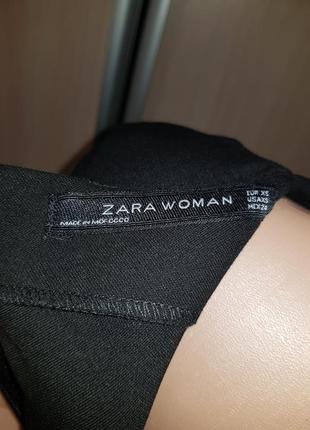 ZARA WOMAN
MADE IN MOROCCO
EUR XS
USA XS
MEX 24